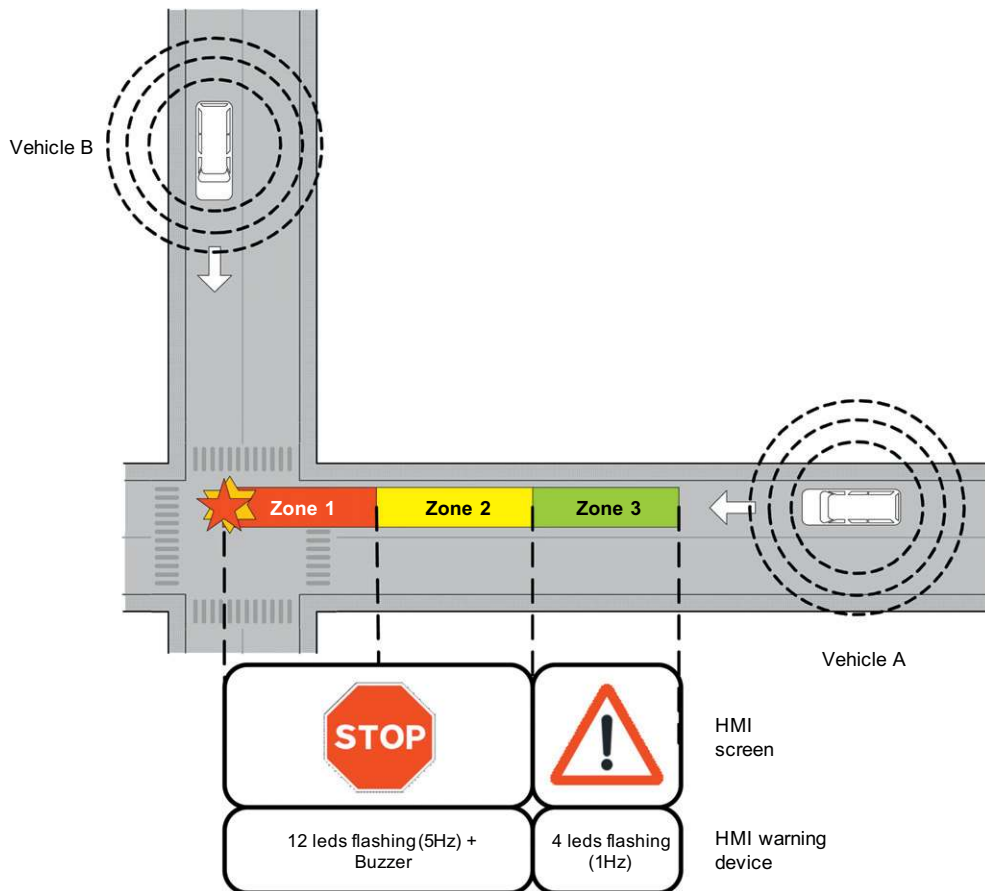 Vehicle B
Zone 1
Zone 2
Zone 3
Vehicle A
STOP
HMI
screen
12 leds flashing (5Hz) +
Buzzer
4 leds flashing
(1Hz)
HMI warning
device